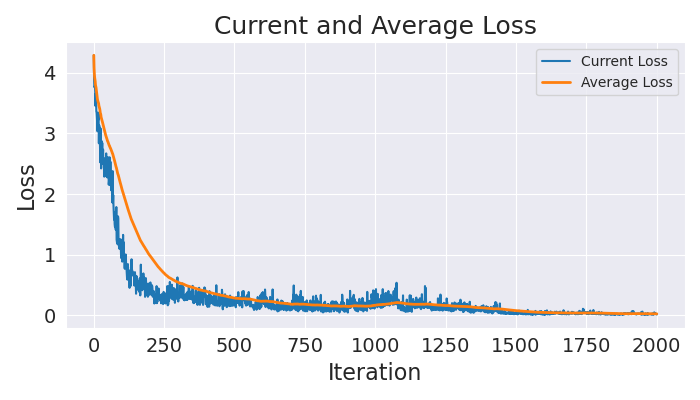 Current and Average Loss
Current Loss
Average Loss
4
3
2
1
0
Loss
0 250 500 750 1000 1250 1500 1750 2000
Iteration